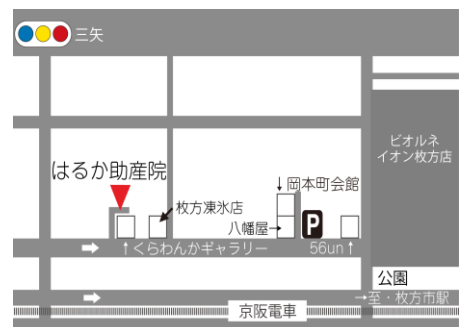 三矢
ビオルネ
イオン枚方店
はるか助産院
↓岡本町会館
枚方凍氷店
八幡屋→
P
↑くらわんかギャラリー
56un↑
公園
→至・枚方市駅
京阪電車